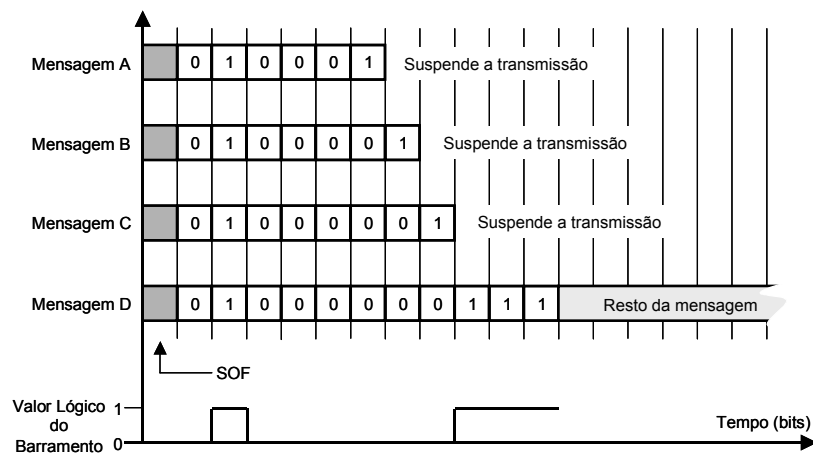 Mensagem A 0 1 0 0 0 1 Suspende a transmissão
Mensagem B 0 1 0 0 0 0 1 Suspende a transmissão
Mensagem C 0 1 0 0 0 0 0 1 Suspende a transmissão
Mensagem D 0 1 0 0 0 0 0 0 1 1 1 Resto da mensagem
SOF
Valor Lógico 1
do
Barramento 0
Tempo (bits)